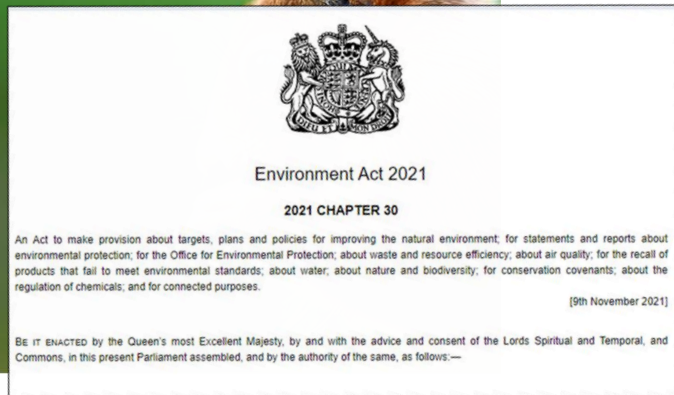 DIEU ET MON DROIT
Environment Act 2021
2021 CHAPTER 30
An Act to make provision about targets, plans and policies for improving the natural environment; for statements and reports about
environmental protection; for the Office for Environmental Protection; about waste and resource efficiency; about air quality; for the recall of
products that fail to meet environmental standards; about water; about nature and biodiversity; for conservation covenants; about the
regulation of chemicals; and for connected purposes.
[9th November 2021]
BE IT ENACTED by the Queen's most Excellent Majesty, by and with the advice and consent of the Lords Spiritual and Temporal, and
Commons, in this present Parliament assembled, and by the authority of the same, as follows:—